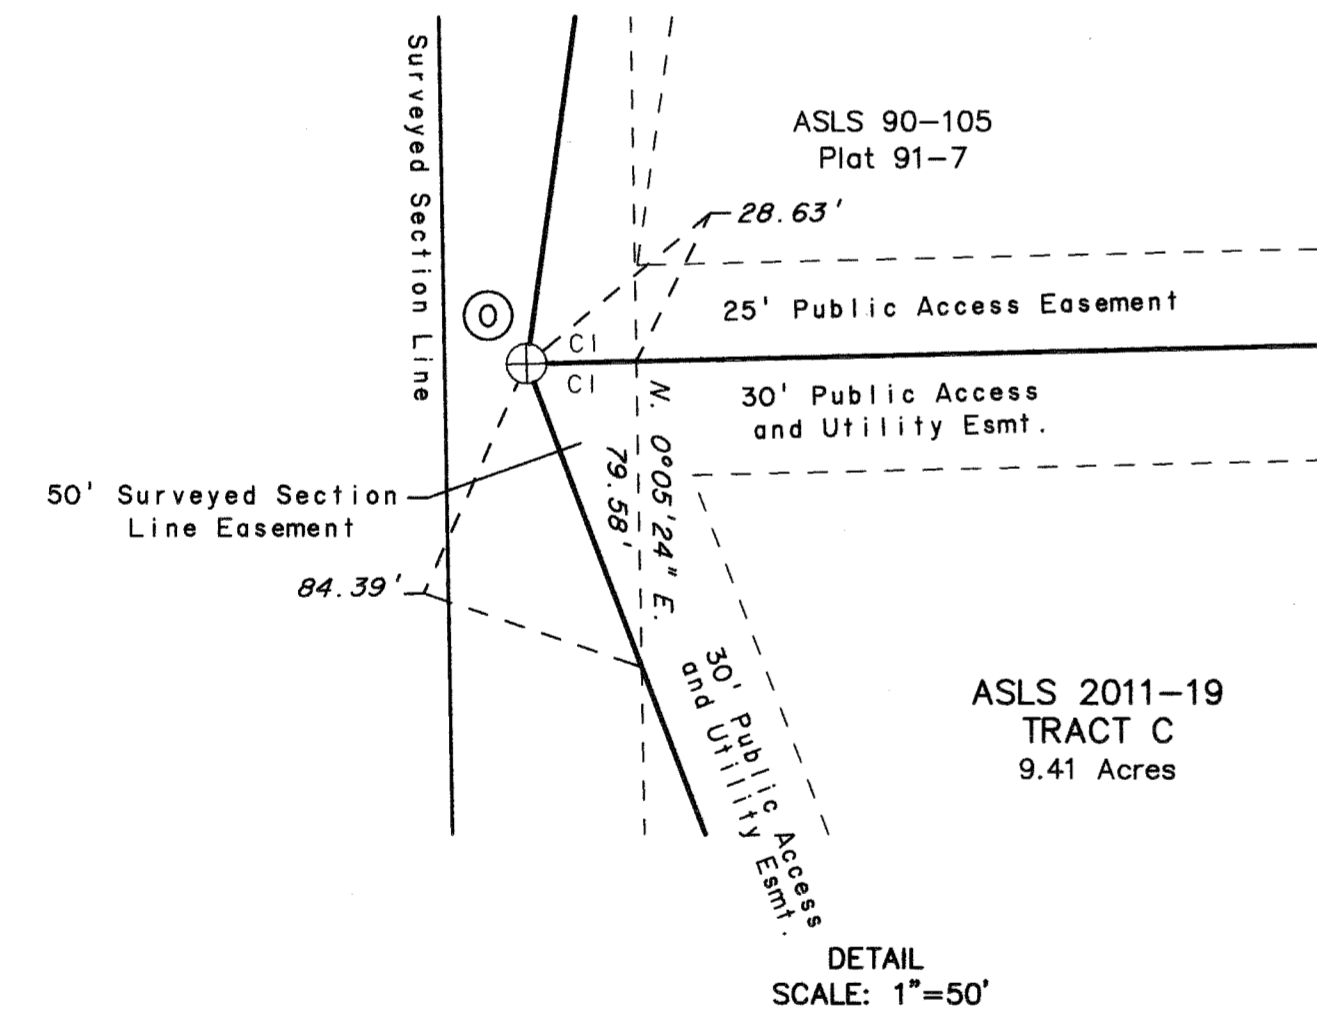 Surveyed Section Line
ASLS 90-105
Plat 91-7
28.63'
25' Public Access Easement
O
C1
C1
30' Public Access
and Utility Esmt.
N. 0°05'24" E.
79.58'
50' Surveyed Section
Line Easement
84.39'
30' Public Access
and Utility Esmt.
ASLS 2011-19
TRACT C
9.41 Acres
DETAIL
SCALE: 1"=50'